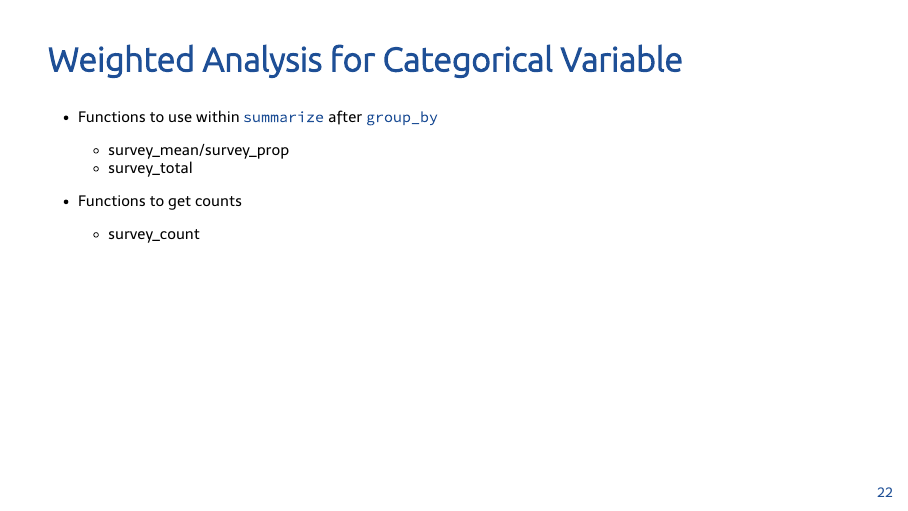 Weighted Analysis for Categorical Variable
• Functions to use within summarize after group_by
◦ survey_mean/survey_prop
◦ survey_total
• Functions to get counts
◦ survey_count
22